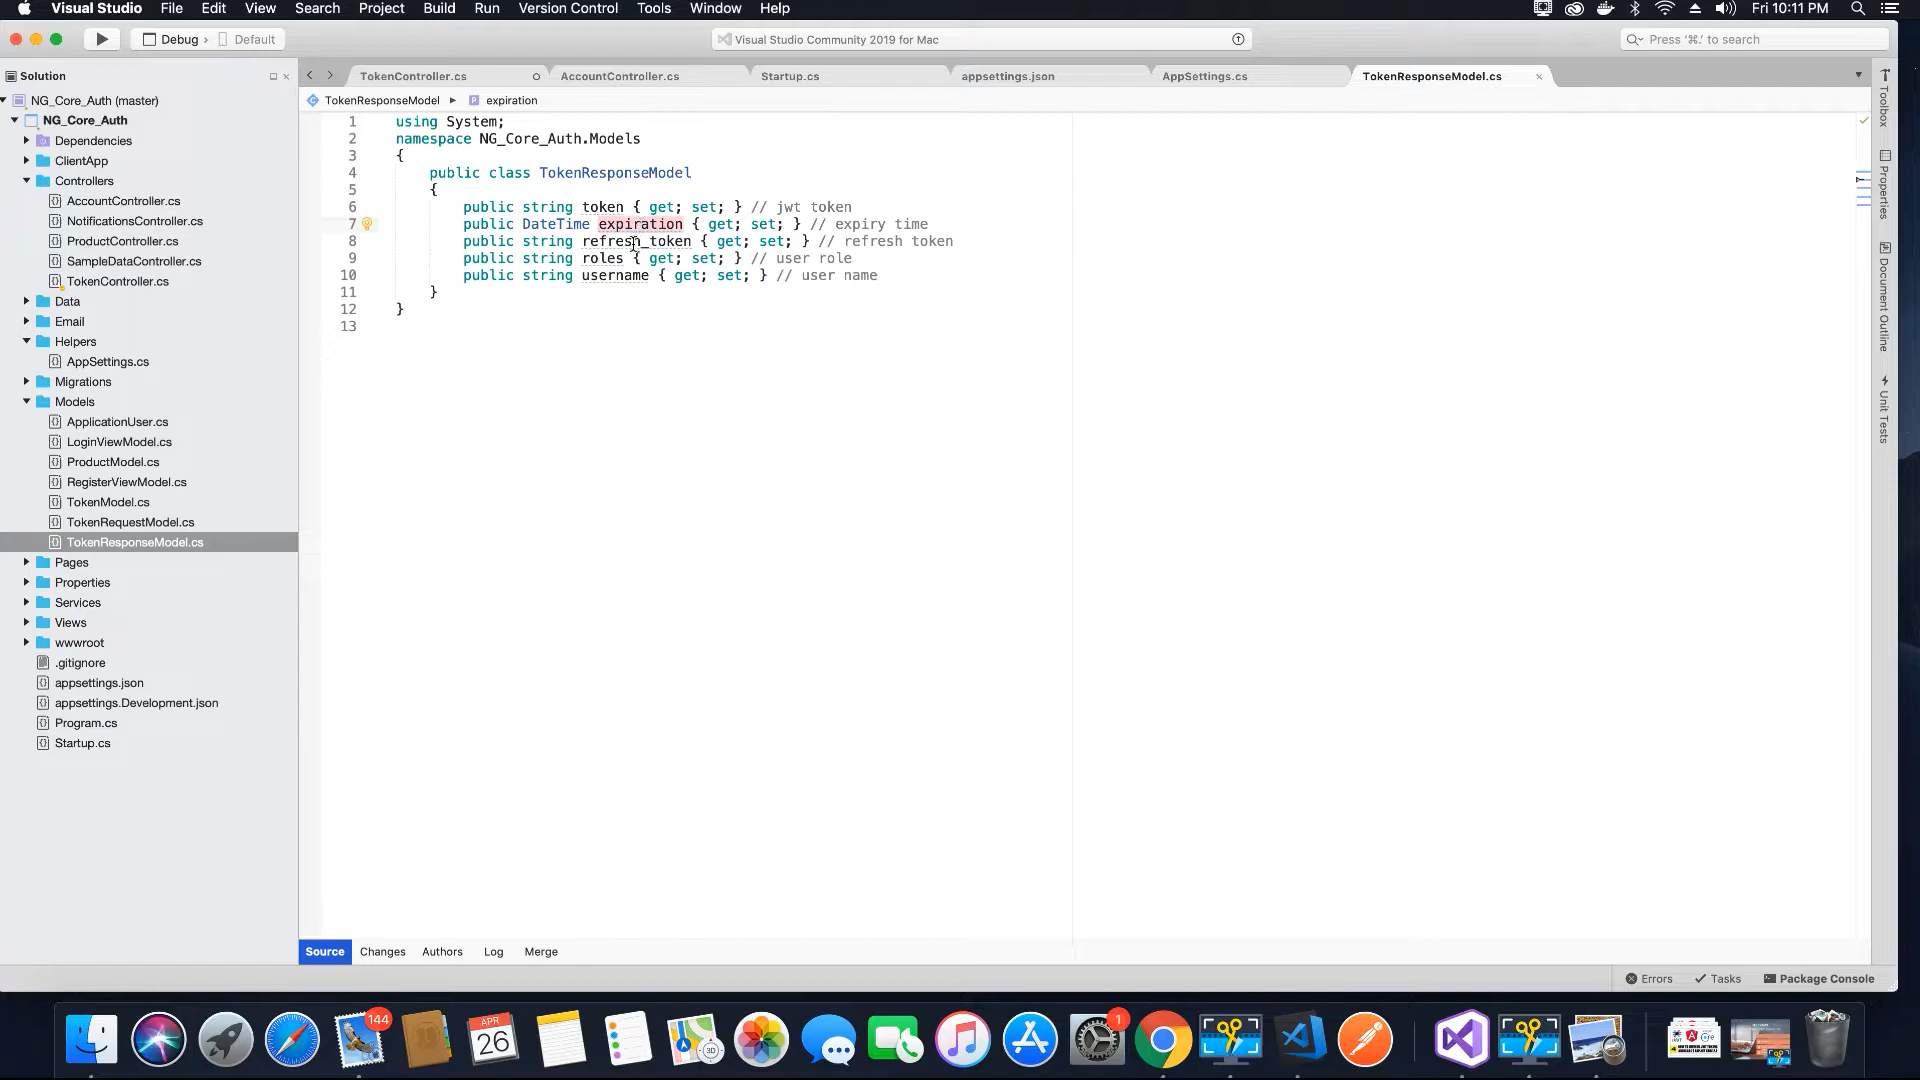 Visual Studio File Edit View Search Project Build Run Version Control Tools Window Help Fri 10:11 PM
Debug › Default
Visual Studio Community 2019 for Mac
Press '⌘.' to search
Solution
NG_Core_Auth (master)
NG_Core_Auth
Dependencies
ClientApp
Controllers
AccountController.cs
NotificationsController.cs
ProductController.cs
SampleDataController.cs
TokenController.cs
Data
Email
Helpers
AppSettings.cs
Migrations
Models
ApplicationUser.cs
LoginViewModel.cs
ProductModel.cs
RegisterViewModel.cs
TokenModel.cs
TokenRequestModel.cs
TokenResponseModel.cs
Pages
Properties
Services
Views
wwwroot
.gitignore
appsettings.json
appsettings.Development.json
Program.cs
Startup.cs
TokenController.cs AccountController.cs Startup.cs appsettings.json AppSettings.cs TokenResponseModel.cs
TokenResponseModel ▸ expiration
1 using System;
2 namespace NG_Core_Auth.Models
3 {
4 public class TokenResponseModel
5 {
6 public string token { get; set; } // jwt token
7 public DateTime expiration { get; set; } // expiry time
8 public string refresh_token { get; set; } // refresh token
9 public string roles { get; set; } // user role
10 public string username { get; set; } // user name
11 }
12 }
13
Toolbox
Properties
Document Outline
Unit Tests
Source Changes Authors Log Merge
Errors Tasks Package Console
144
APR
26
3D
1